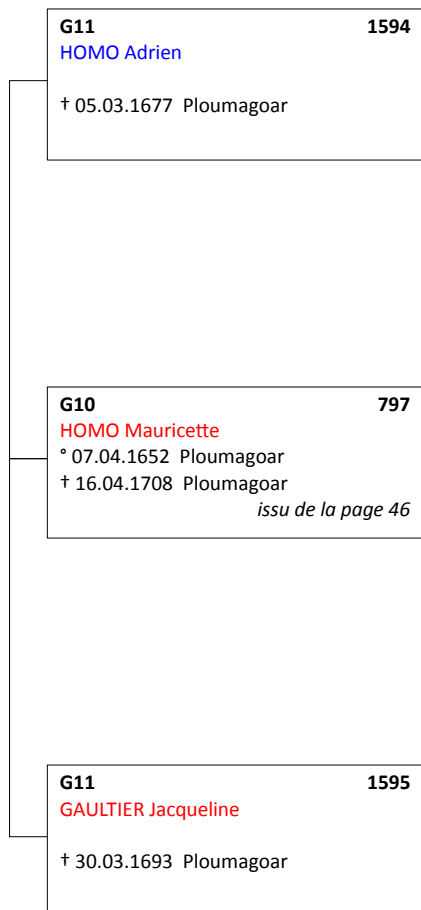 G11 1594
HOMO Adrien
† 05.03.1677 Ploumagoar
G10 797
HOMO Mauricette
° 07.04.1652 Ploumagoar
† 16.04.1708 Ploumagoar
issu de la page 46
G11 1595
GAULTIER Jacqueline
† 30.03.1693 Ploumagoar